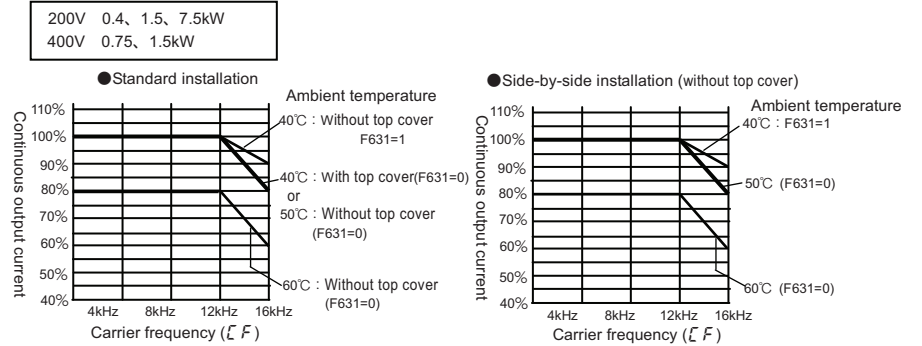 200V 0.4、1.5、7.5kW
400V 0.75、1.5kW
●Standard installation
Continuous output current
110%
100%
90%
80%
70%
60%
50%
40%
4kHz
8kHz
12kHz
16kHz
Carrier frequency (CF)
Ambient temperature
40℃ : Without top cover
F631=1
40℃ : With top cover(F631=0)
or
50℃ : Without top cover
(F631=0)
60℃ : Without top cover
(F631=0)
●Side-by-side installation (without top cover)
Continuous output current
110%
100%
90%
80%
70%
60%
50%
40%
4kHz
8kHz
12kHz
16kHz
Carrier frequency (CF)
Ambient temperature
40℃ : F631=1
50℃ (F631=0)
60℃ (F631=0)